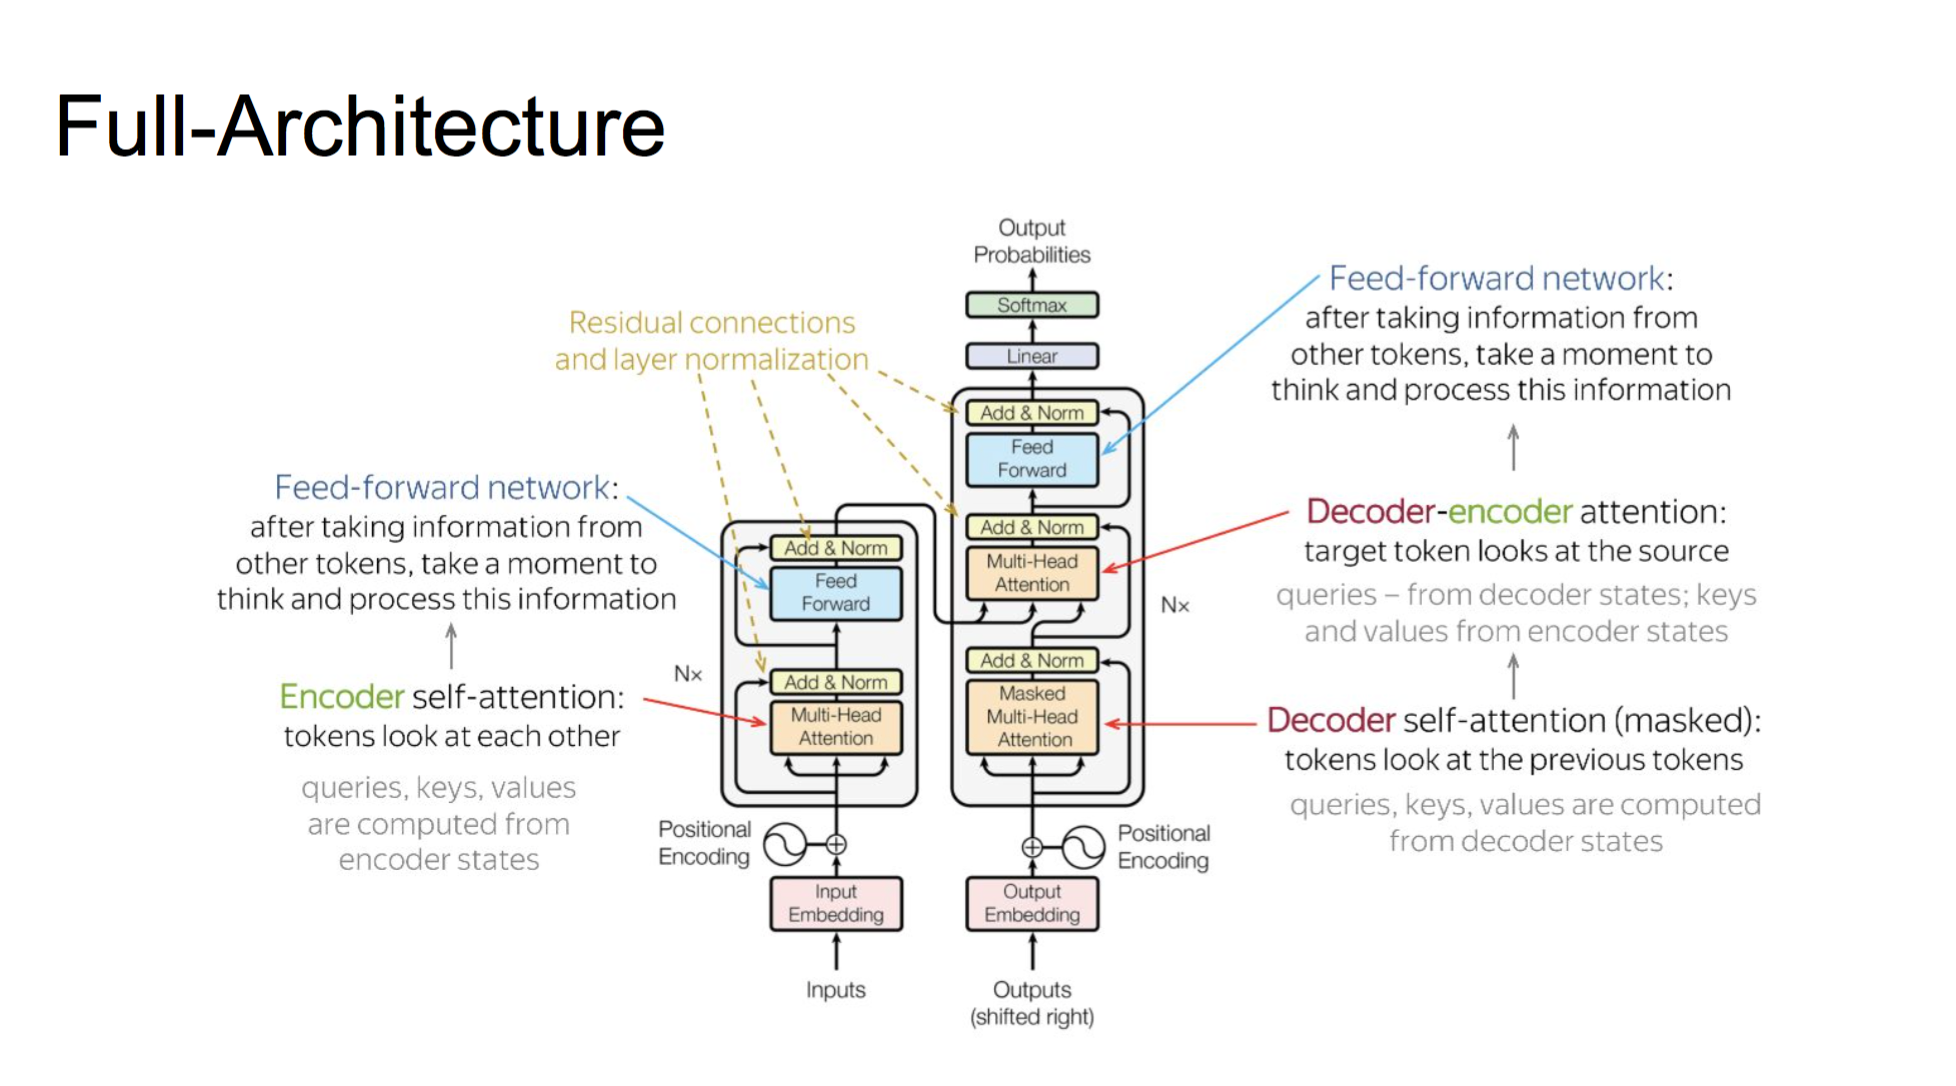 Full-Architecture
Output
Probabilities
Softmax
Linear
Add & Norm
Feed
Forward
Add & Norm
Multi-Head
Attention
Nx
Add & Norm
Masked
Multi-Head
Attention
Positional
Encoding
Output
Embedding
Outputs
(shifted right)
Residual connections
and layer normalization
Add & Norm
Feed
Forward
Nx
Add & Norm
Multi-Head
Attention
Positional
Encoding
Input
Embedding
Inputs
Feed-forward network:
after taking information from
other tokens, take a moment to
think and process this information
Encoder self-attention:
tokens look at each other
queries, keys, values
are computed from
encoder states
Feed-forward network:
after taking information from
other tokens, take a moment to
think and process this information
Decoder-encoder attention:
target token looks at the source
queries – from decoder states; keys
and values from encoder states
Decoder self-attention (masked):
tokens look at the previous tokens
queries, keys, values are computed
from decoder states